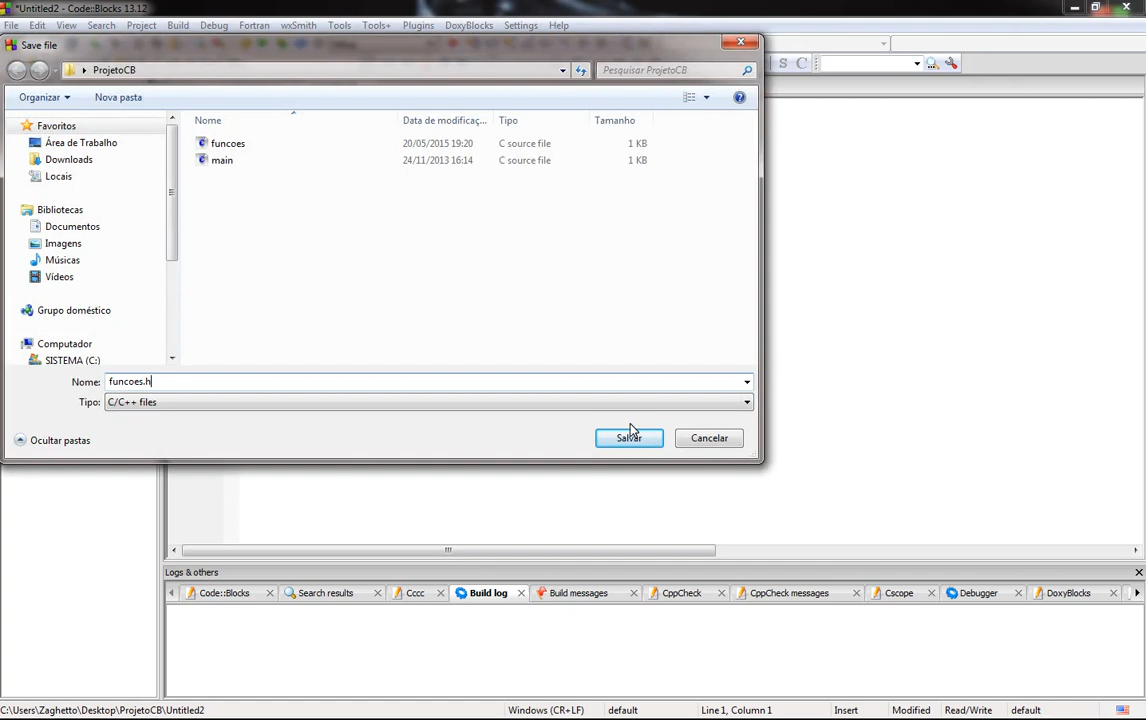 *Untitled2 - Code::Blocks 13.12
File Edit View Search Project Build Debug Fortran wxSmith Tools Tools+ Plugins DoxyBlocks Settings Help
Save file
ProjetoCB
Pesquisar ProjetoCB
S C
Organizar Nova pasta
Favoritos
Área de Trabalho
Downloads
Locais
Bibliotecas
Documentos
Imagens
Músicas
Vídeos
Grupo doméstico
Computador
SISTEMA (C:)
Nome Data de modificaç... Tipo Tamanho
funcoes 20/05/2015 19:20 C source file 1 KB
main 24/11/2013 16:14 C source file 1 KB
Nome: funcoes.h
Tipo: C/C++ files
Ocultar pastas
Salvar Cancelar
Logs & others
Code::Blocks Search results Cccc Build log Build messages CppCheck CppCheck messages Cscope Debugger DoxyBlocks
C:\Users\Zaghetto\Desktop\ProjetoCB\Untitled2 Windows (CR+LF) default Line 1, Column 1 Insert Modified Read/Write default